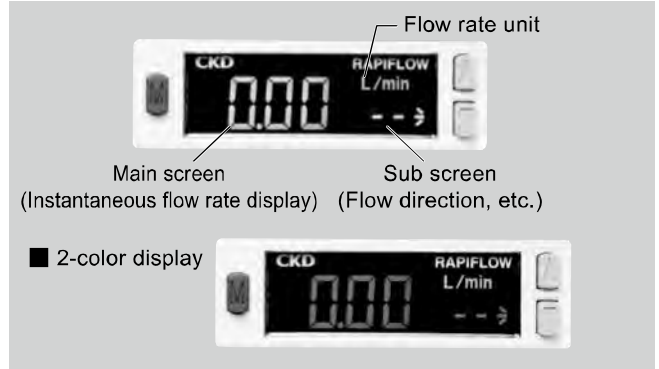 Flow rate unit
CKD
RAPIFLOW
L/min
0.00
M
Main screen
(Instantaneous flow rate display)
Sub screen
(Flow direction, etc.)
■ 2-color display
CKD
RAPIFLOW
L/min
0.00
M